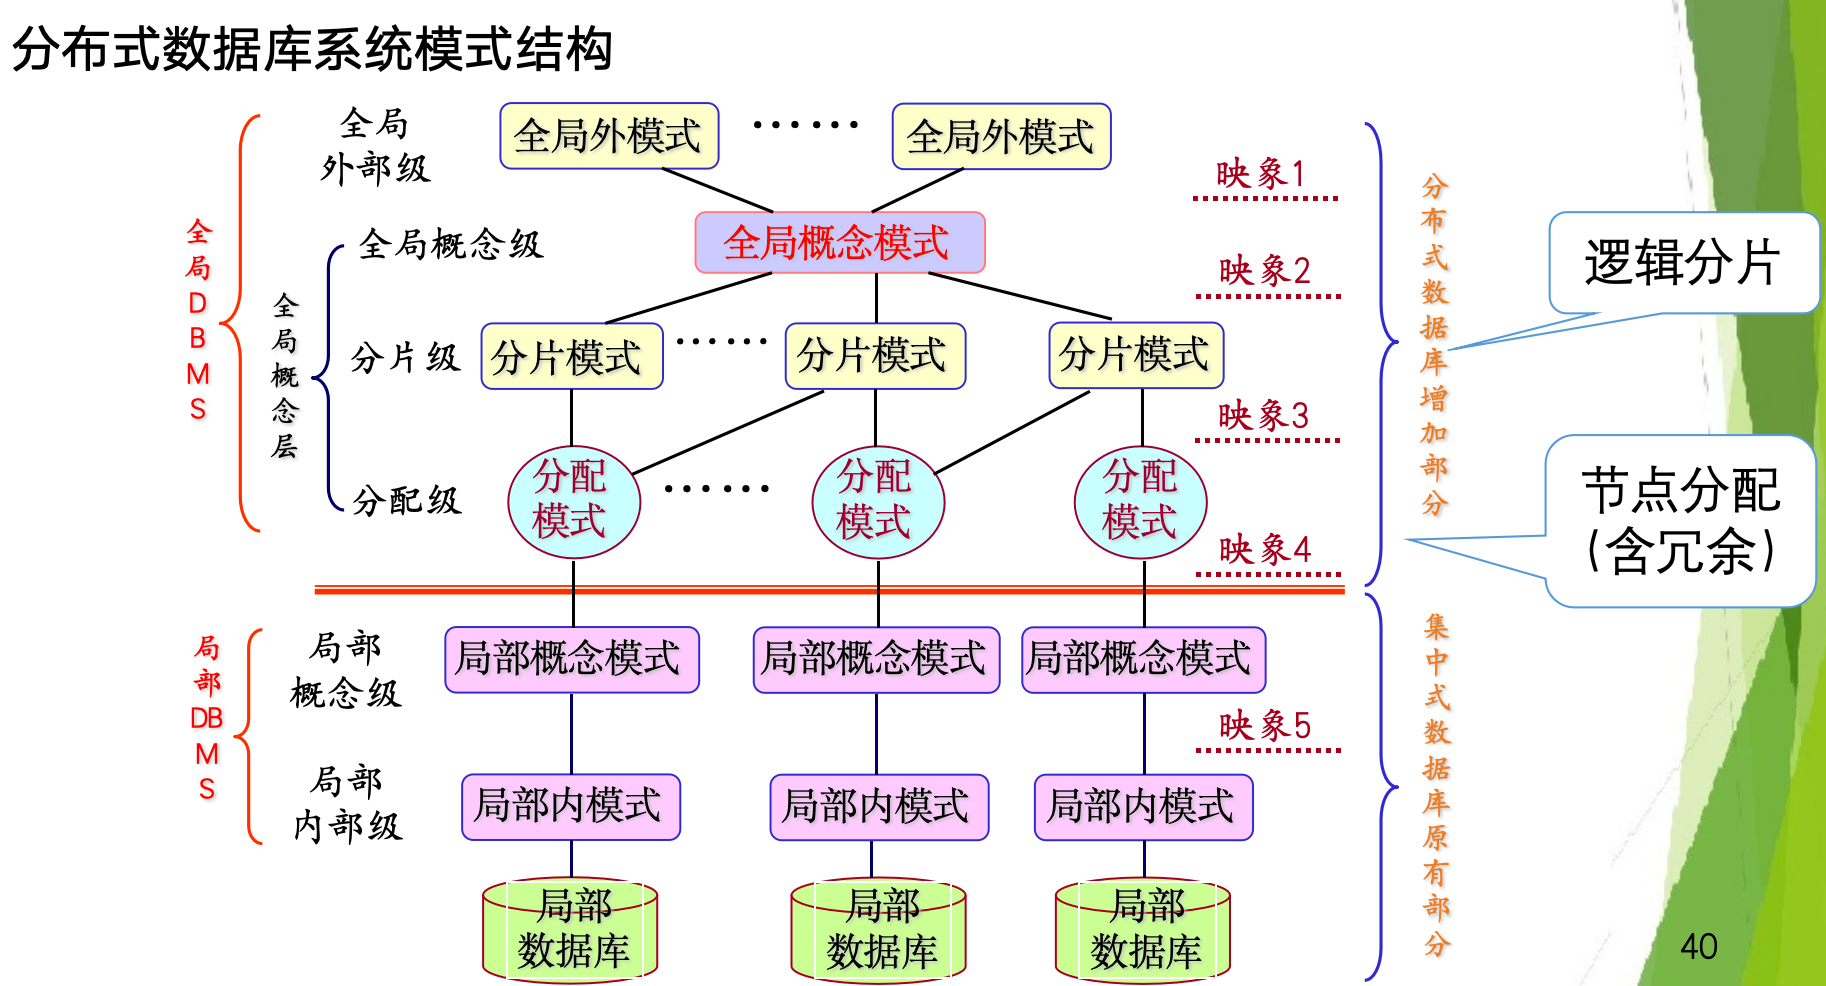 分布式数据库系统模式结构
全局
外部级
全局外模式
······
全局外模式
映象1
全局概念级
全局概念模式
映象2
分片级
分片模式
······
分片模式
分片模式
映象3
分配级
分配
模式
······
分配
模式
分配
模式
映象4
全局DBMS
全局概念层
局部
概念级
局部概念模式
局部概念模式
局部概念模式
映象5
局部
内部级
局部内模式
局部内模式
局部内模式
局部DBMS
局部
数据库
局部
数据库
局部
数据库
分布式数据库增加部分
集中式数据库原有部分
逻辑分片
节点分配
(含冗余)
40